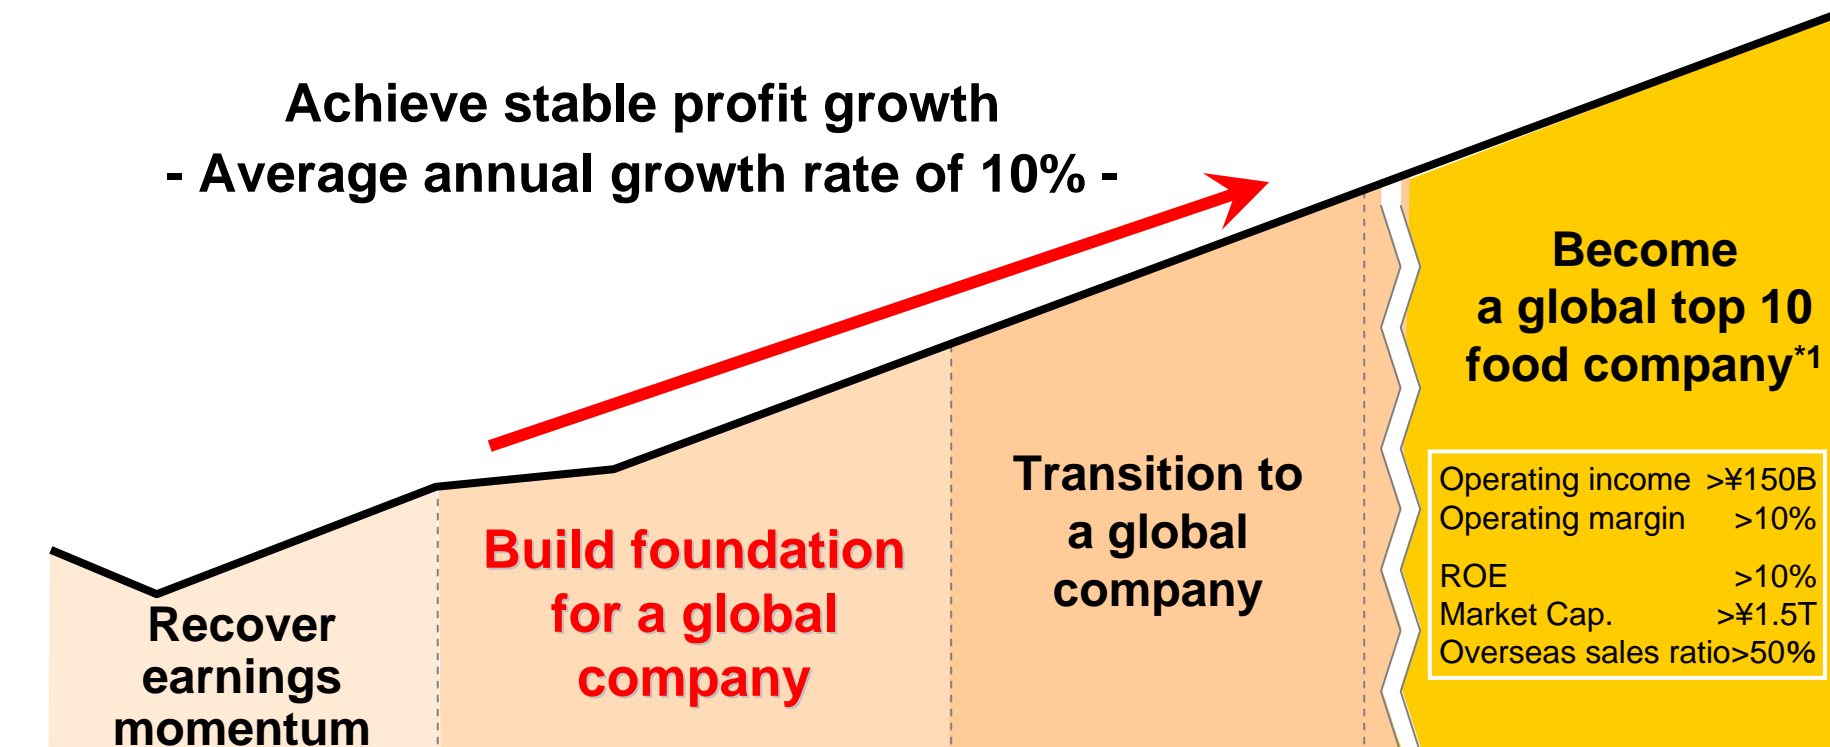 Achieve stable profit growth
- Average annual growth rate of 10% -
Recover
earnings
momentum
Build foundation
for a global
company
Transition to
a global
company
Become
a global top 10
food company*1
Operating income >¥150B
Operating margin >10%
ROE >10%
Market Cap. >¥1.5T
Overseas sales ratio>50%